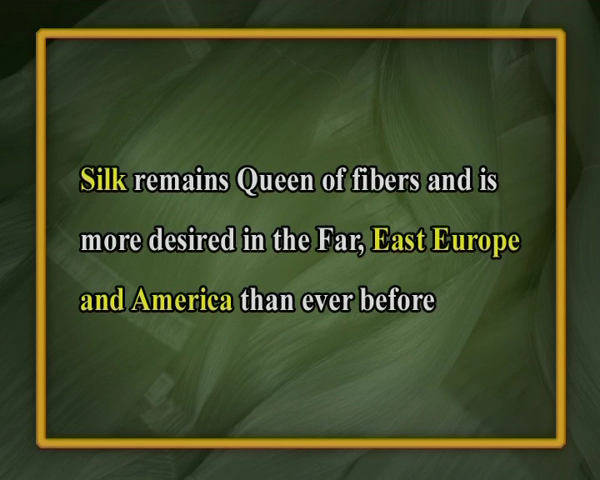 Silk remains Queen of fibers and is
more desired in the Far, East Europe
and America than ever before